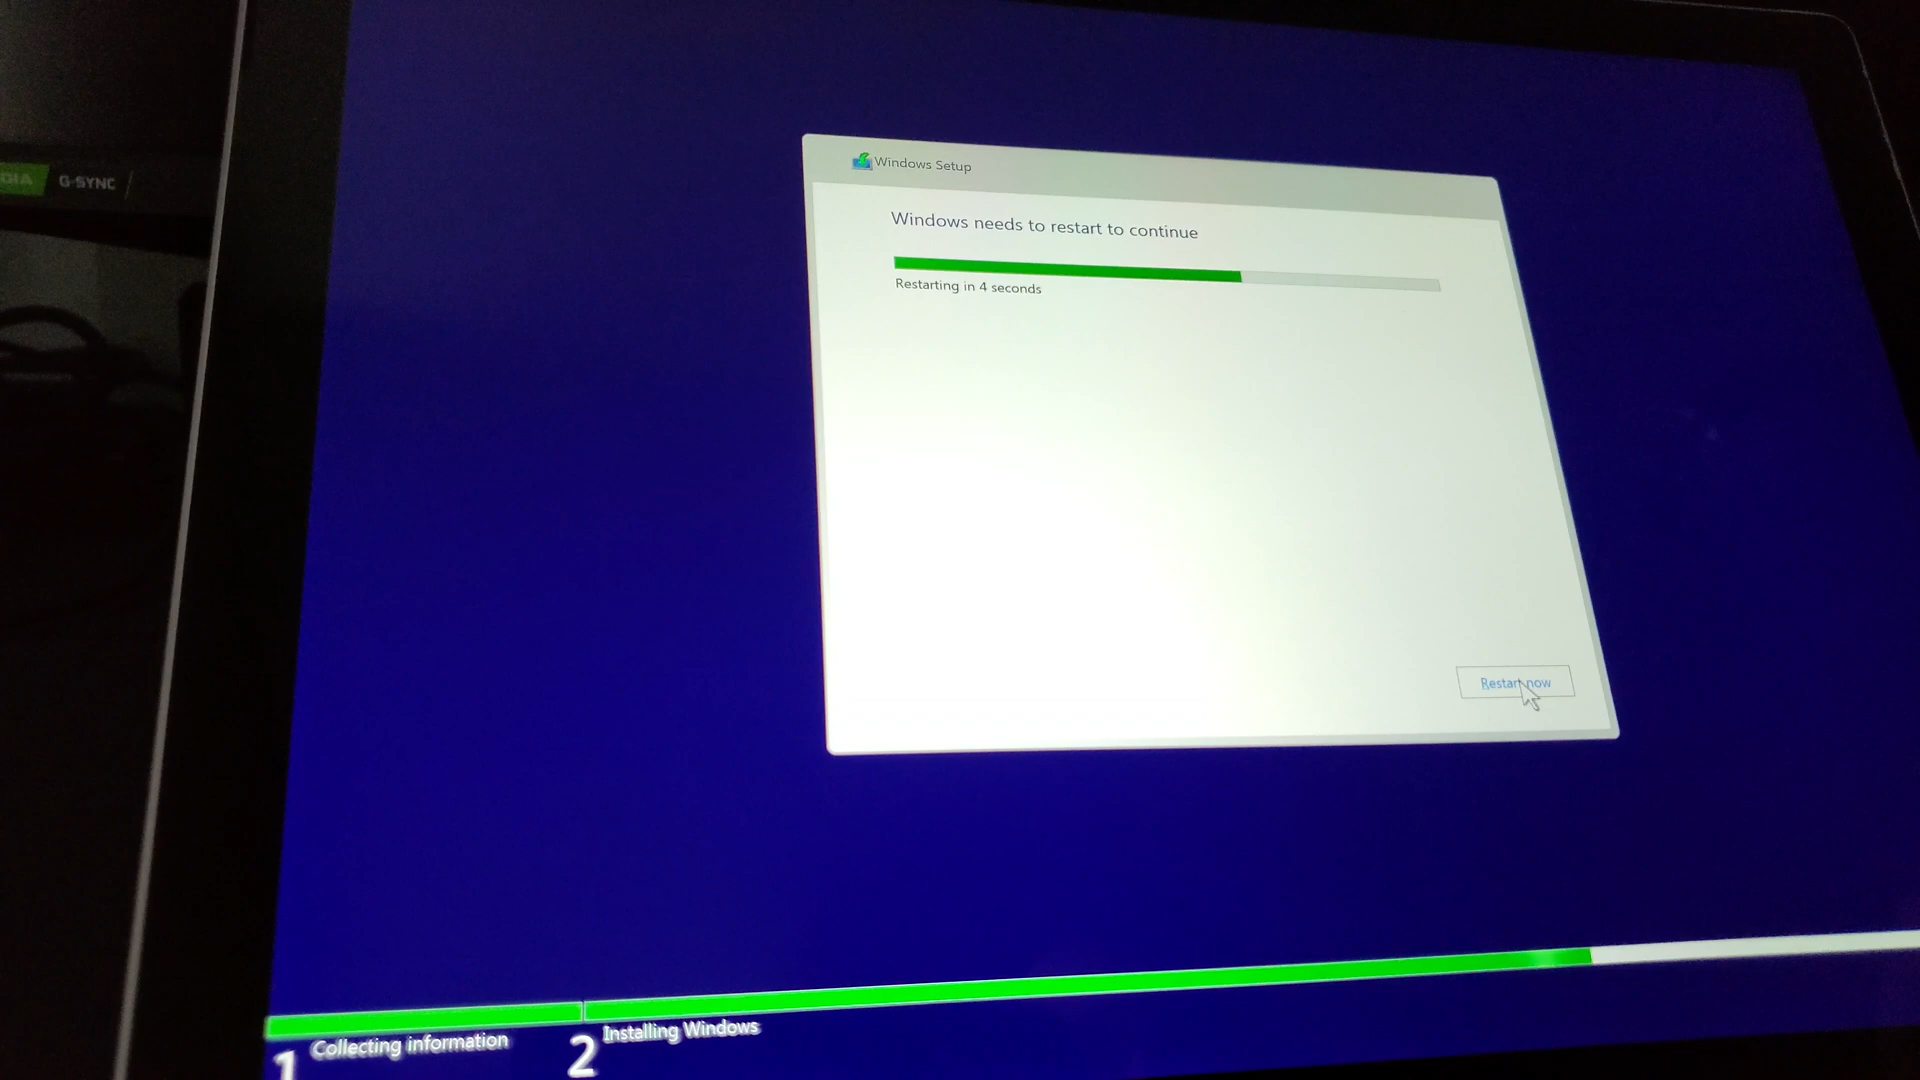 G-SYNC
Windows Setup
Windows needs to restart to continue
Restarting in 4 seconds
Restart now
1 Collecting information
2 Installing Windows